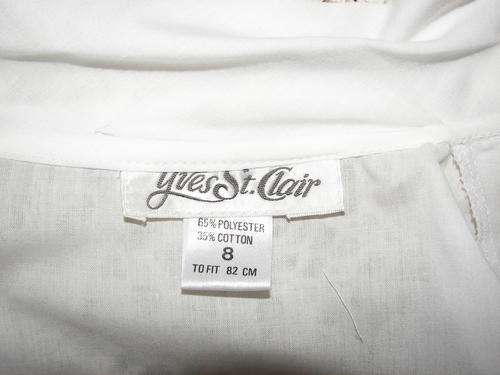 Yves St. Clair
65% POLYESTER
35% COTTON
8
TO FIT 82 CM